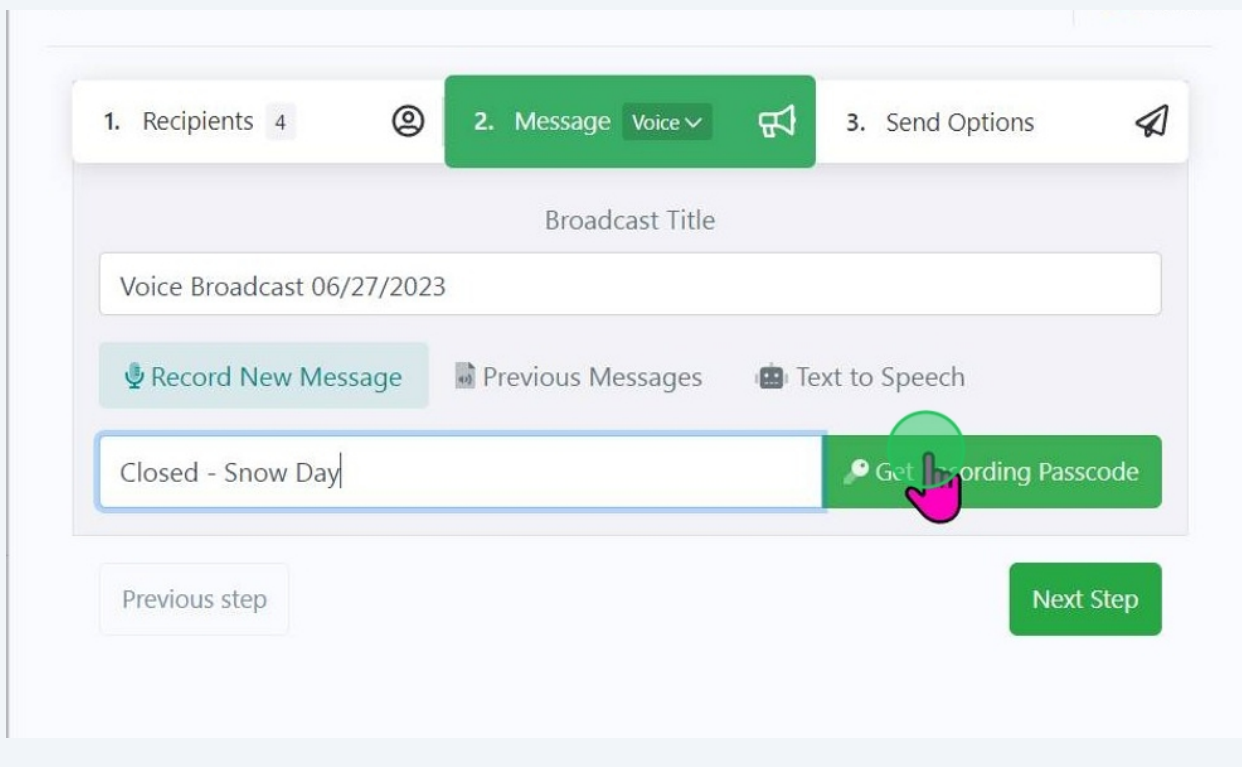 1. Recipients 4 2. Message Voice 3. Send Options
Broadcast Title
Voice Broadcast 06/27/2023
Record New Message Previous Messages Text to Speech
Closed - Snow Day Get Recording Passcode
Previous step Next Step